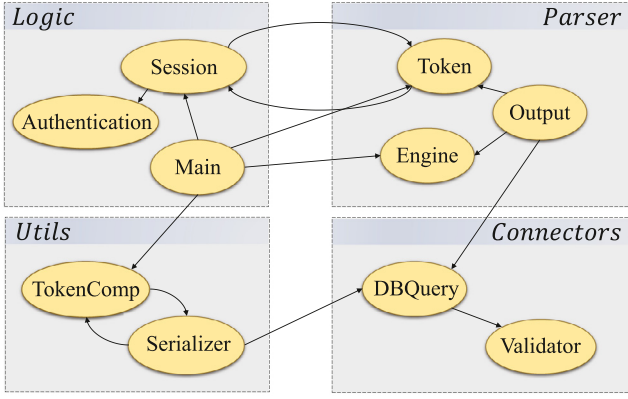 Logic
Session
Authentication
Main
Parser
Token
Output
Engine
Utils
TokenComp
Serializer
Connectors
DBQuery
Validator